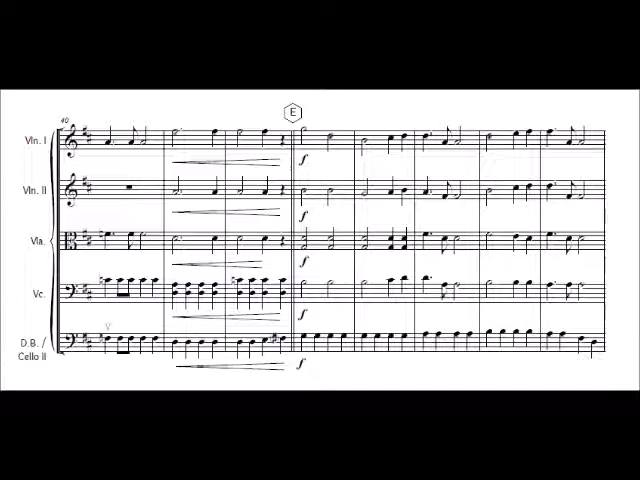 E
40
Vln. I
f
Vln. II
f
Vla.
f
Vc.
f
D.B. /
Cello II
f